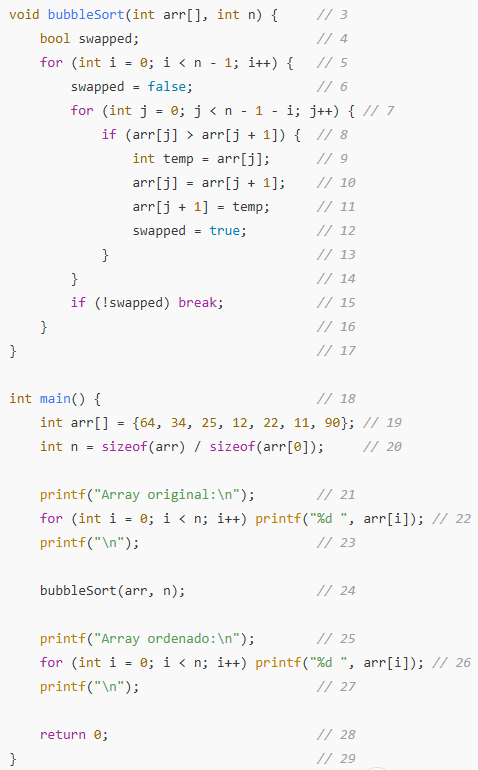 void bubbleSort(int arr[], int n) {     // 3
    bool swapped;                       // 4
    for (int i = 0; i < n - 1; i++) {   // 5
        swapped = false;                // 6
        for (int j = 0; j < n - 1 - i; j++) { // 7
            if (arr[j] > arr[j + 1]) {  // 8
                int temp = arr[j];      // 9
                arr[j] = arr[j + 1];    // 10
                arr[j + 1] = temp;      // 11
                swapped = true;         // 12
            }                           // 13
        }                               // 14
        if (!swapped) break;            // 15
    }                                   // 16
}                                       // 17

int main() {                            // 18
    int arr[] = {64, 34, 25, 12, 22, 11, 90}; // 19
    int n = sizeof(arr) / sizeof(arr[0]);     // 20

    printf("Array original:\n");        // 21
    for (int i = 0; i < n; i++) printf("%d ", arr[i]); // 22
    printf("\n");                       // 23

    bubbleSort(arr, n);                 // 24

    printf("Array ordenado:\n");        // 25
    for (int i = 0; i < n; i++) printf("%d ", arr[i]); // 26
    printf("\n");                       // 27

    return 0;                           // 28
}                                       // 29